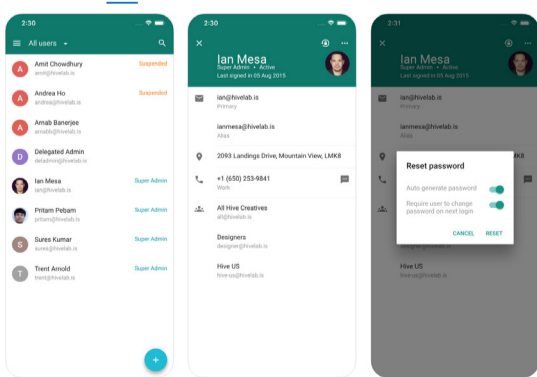 2:30
All users
Amit Chowdhury
Suspended
amit@hivelab.is
Andrea Ho
Suspended
andrea@hivelab.is
Arnab Banerjee
arnabb@hivelab.is
Delegated Admin
deladmin@hivelab.is
Ian Mesa
Super Admin
ian@hivelab.is
Pritam Pebam
Super Admin
pritam@hivelab.is
Sures Kumar
Super Admin
sures@hivelab.is
Trent Arnold
Super Admin
trent@hivelab.is
A
A
A
D
S
T
2:30
Ian Mesa
Super Admin • Active
Last signed in 05 Aug 2015
ian@hivelab.is
Primary
ianmesa@hivelab.is
Alias
2093 Landings Drive, Mountain View, LMK8
+1 (650) 253-9841
Work
All Hive Creatives
all@hivelab.is
Designers
designer@hivelab.is
Hive US
hive-us@hivelab.is
2:31
Ian Mesa
Super Admin • Active
Last signed in 05 Aug 2015
ian@hivelab.is
Primary
ianmesa@hivelab.is
Alias
MK8
Reset password
Auto generate password
Require user to change
password on next login
CANCEL RESET
designer@hivelab.is
Hive US
hive-us@hivelab.is